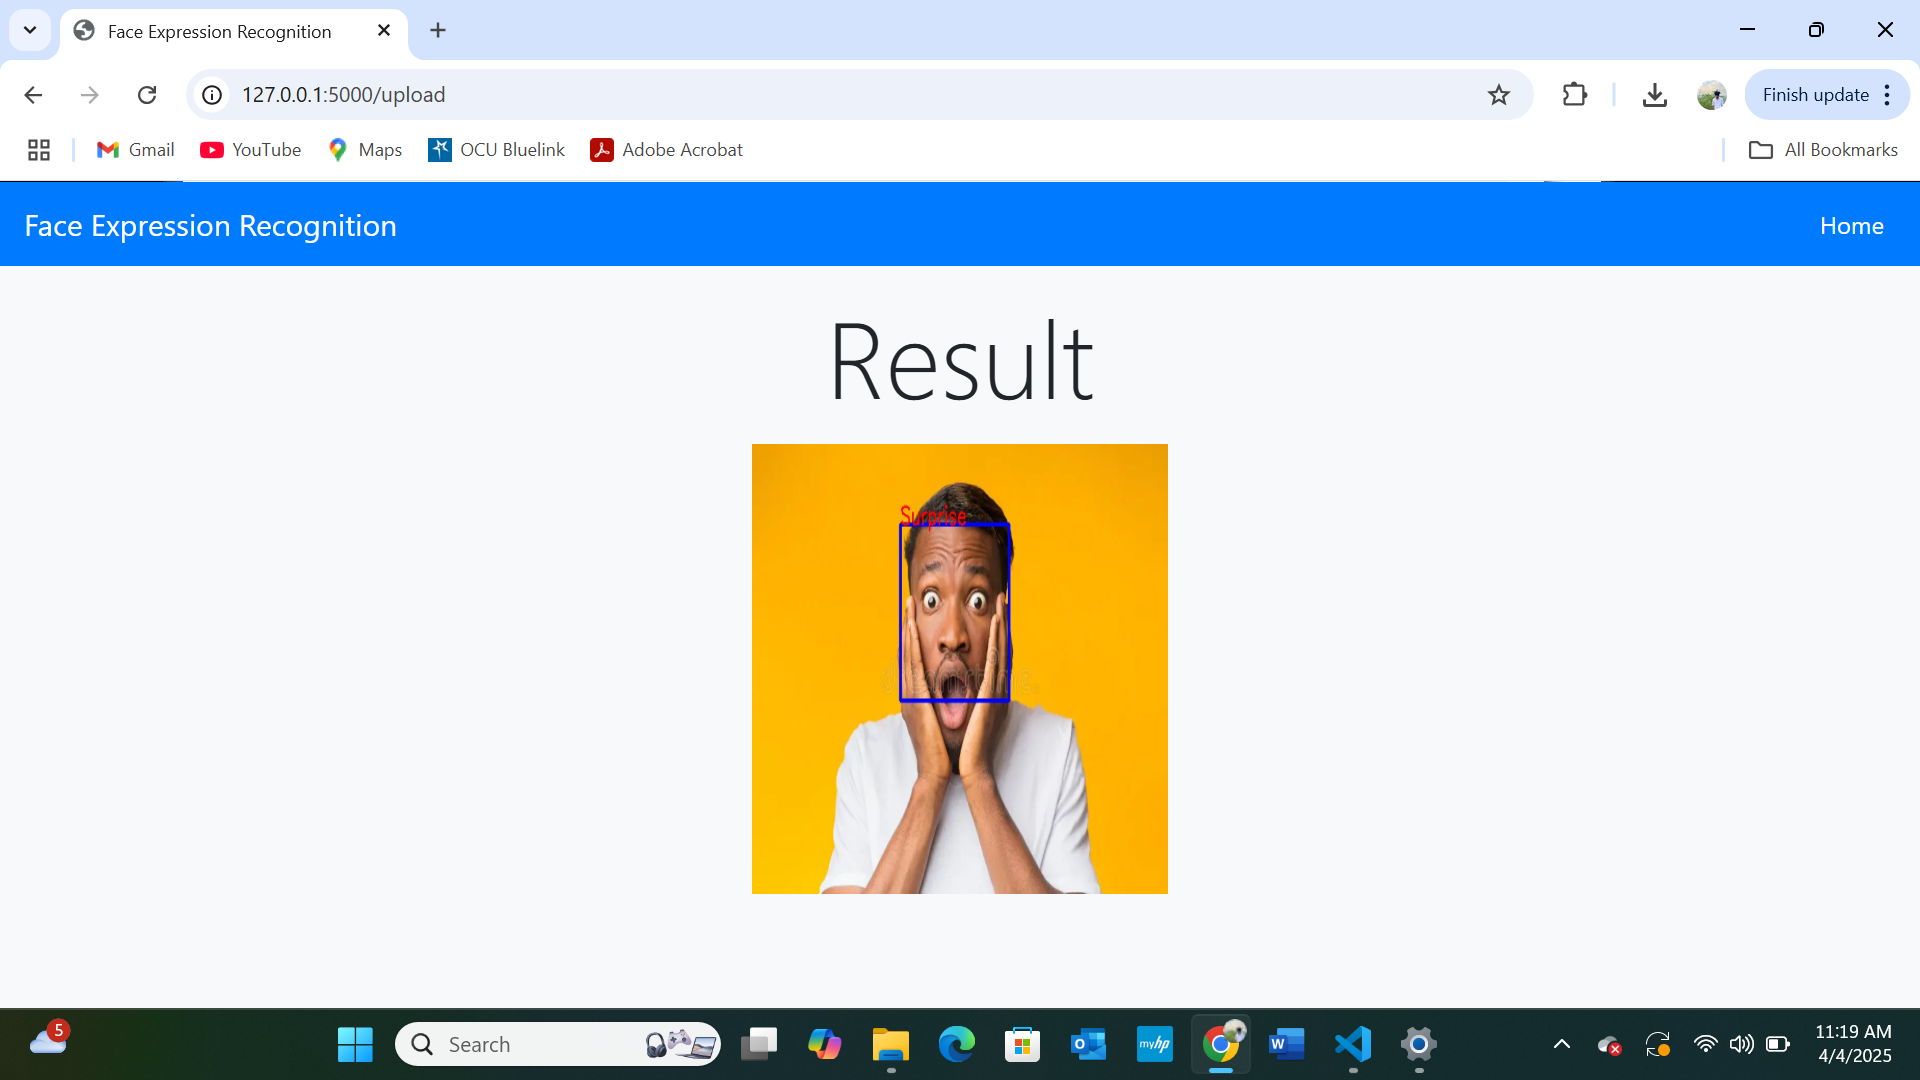 Face Expression Recognition
127.0.0.1:5000/upload
Finish update
Gmail
YouTube
Maps
OCU Bluelink
Adobe Acrobat
All Bookmarks
Face Expression Recognition
Home
Result
Surprise
5
Search
myhp
11:19 AM
4/4/2025